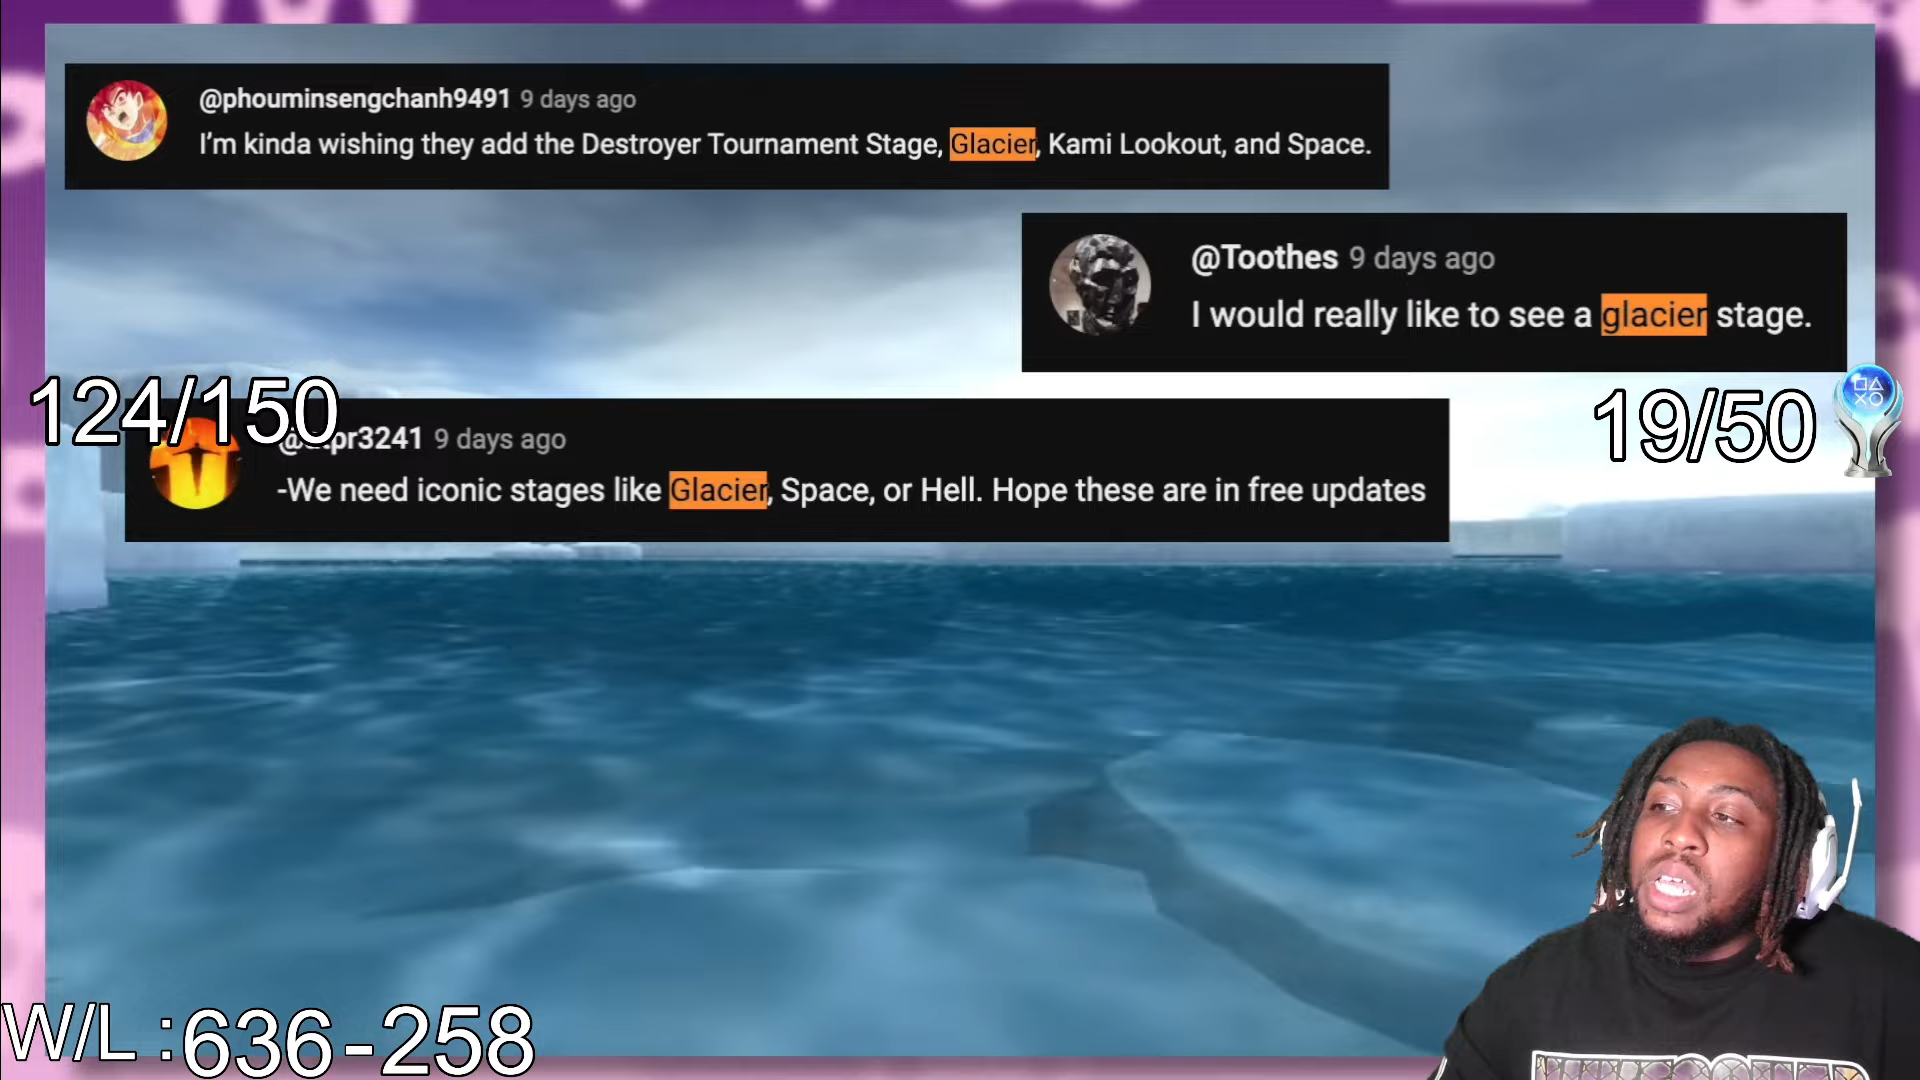 @phouminsengchanh9491 9 days ago
I'm kinda wishing they add the Destroyer Tournament Stage, Glacier, Kami Lookout, and Space.
@Toothes 9 days ago
I would really like to see a glacier stage.
124/150
19/50
9 days ago
-We need iconic stages like Glacier, Space, or Hell. Hope these are in free updates
W/L :636-258